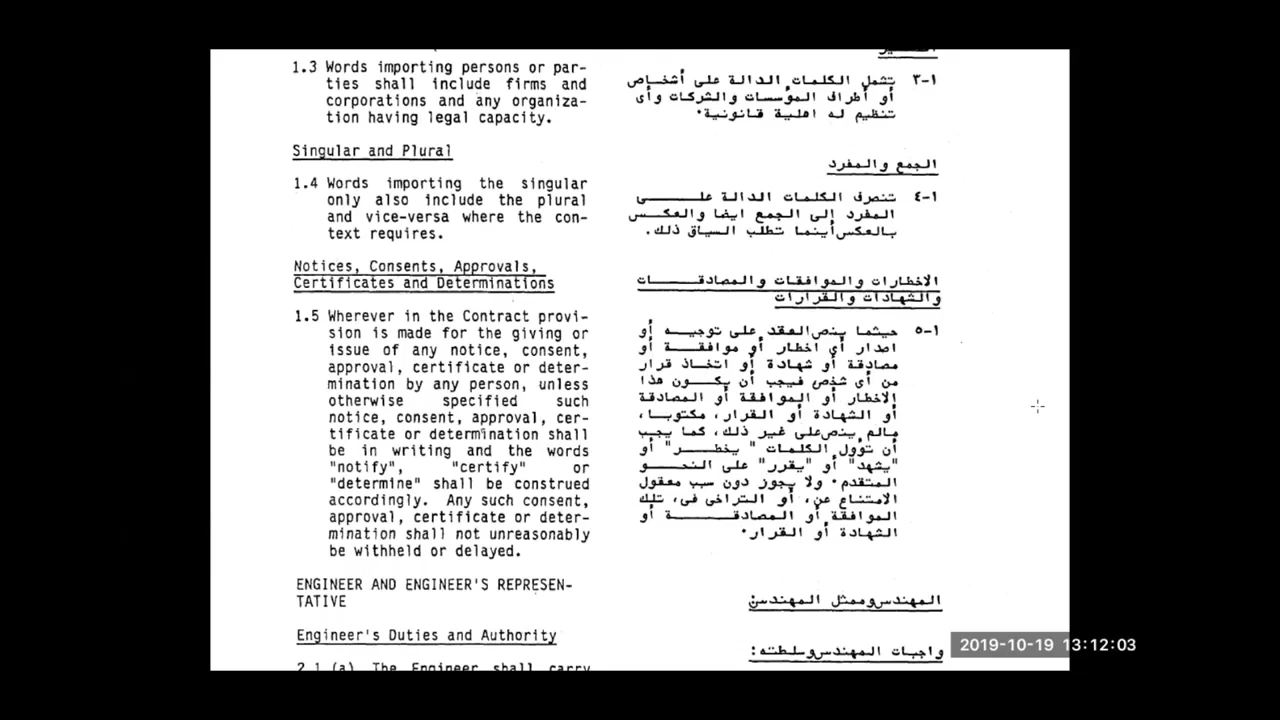 1.3 Words importing persons or par-
ties shall include firms and
corporations and any organiza-
tion having legal capacity.
Singular and Plural
1.4 Words importing the singular
only also include the plural
and vice-versa where the con-
text requires.
Notices, Consents, Approvals,
Certificates and Determinations
1.5 Wherever in the Contract provi-
sion is made for the giving or
issue of any notice, consent,
approval, certificate or deter-
mination by any person, unless
otherwise specified such
notice, consent, approval, cer-
tificate or determination shall
be in writing and the words
"notify", "certify" or
"determine" shall be construed
accordingly. Any such consent,
approval, certificate or deter-
mination shall not unreasonably
be withheld or delayed.
ENGINEER AND ENGINEER'S REPRESEN-
TATIVE
Engineer's Duties and Authority
2.1 (a) The Engineer shall carry
١-٣ تشمل الكلمات الدالة على أشخاص
أو أطراف المؤسسات والشركات وأى
تنظيم له اهلية قانونية.
الجمع والمفرد
١-٤ تنصرف الكلمات الدالة على
المفرد إلى الجمع ايضا والعكس
بالعكس أينما تطلب السياق ذلك.
الاخطارات والموافقات والمصادقات
والشهادات والقرارات
١-٥ حيثما ينص العقد على توجيه أو
اصدار أي اخطار أو موافقة أو
مصادقة أو شهادة أو اتخاذ قرار
من أى شخص فيجب أن يكون هذا
الاخطار أو الموافقة أو المصادقة
أو الشهادة أو القرار، مكتوبا،
مالم ينص على غير ذلك، كما يجب
أن تؤول الكلمات "يخطر" أو
"يشهد" أو "يقرر" على النحو
المتقدم. ولا يجوز دون سبب معقول
الامتناع عن، أو التراخى فى، تلك
الموافقة أو المصادقة أو
الشهادة أو القرار.
المهندس وممثل المهندس:
واجبات المهندس وسلطته:
2019-10-19 13:12:03